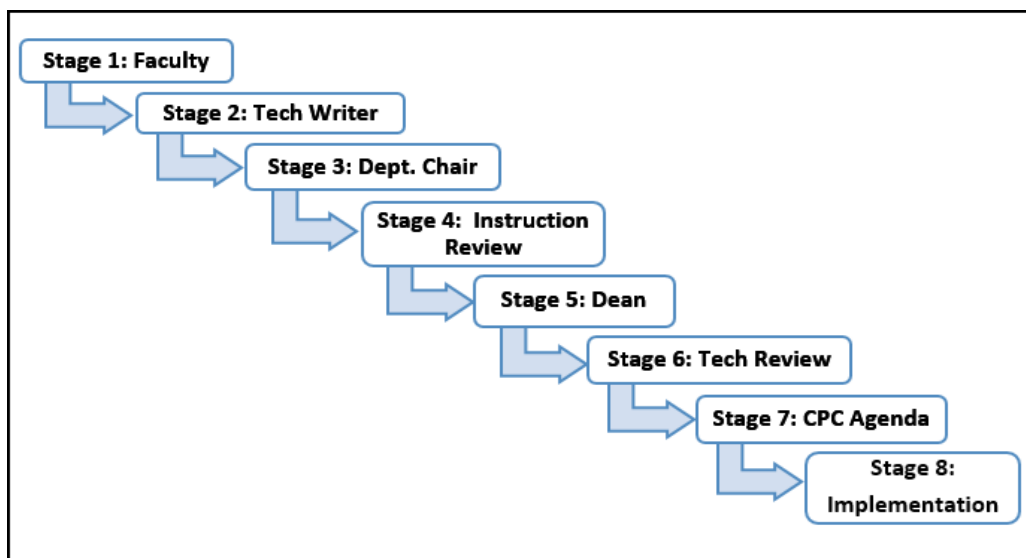 Stage 1: Faculty
Stage 2: Tech Writer
Stage 3: Dept. Chair
Stage 4:  Instruction
Review
Stage 5: Dean
Stage 6: Tech Review
Stage 7: CPC Agenda
Stage 8:
Implementation